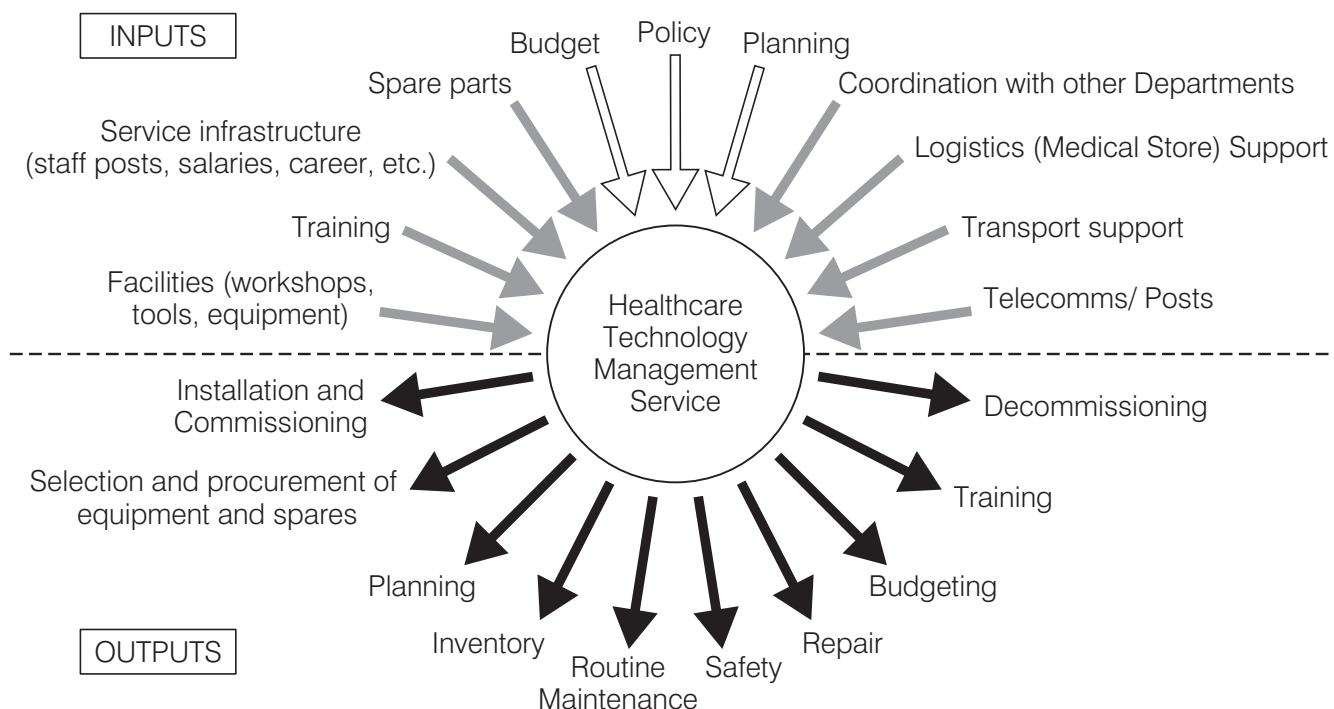 INPUTS
Budget
Policy
Planning
Spare parts
Coordination with other Departments
Service infrastructure
(staff posts, salaries, career, etc.)
Logistics (Medical Store) Support
Training
Transport support
Facilities (workshops,
tools, equipment)
Telecomms/ Posts
Healthcare
Technology
Management
Service
Installation and
Commissioning
Decommissioning
Selection and procurement of
equipment and spares
Training
Planning
Budgeting
Inventory
Repair
Routine
Maintenance
Safety
OUTPUTS